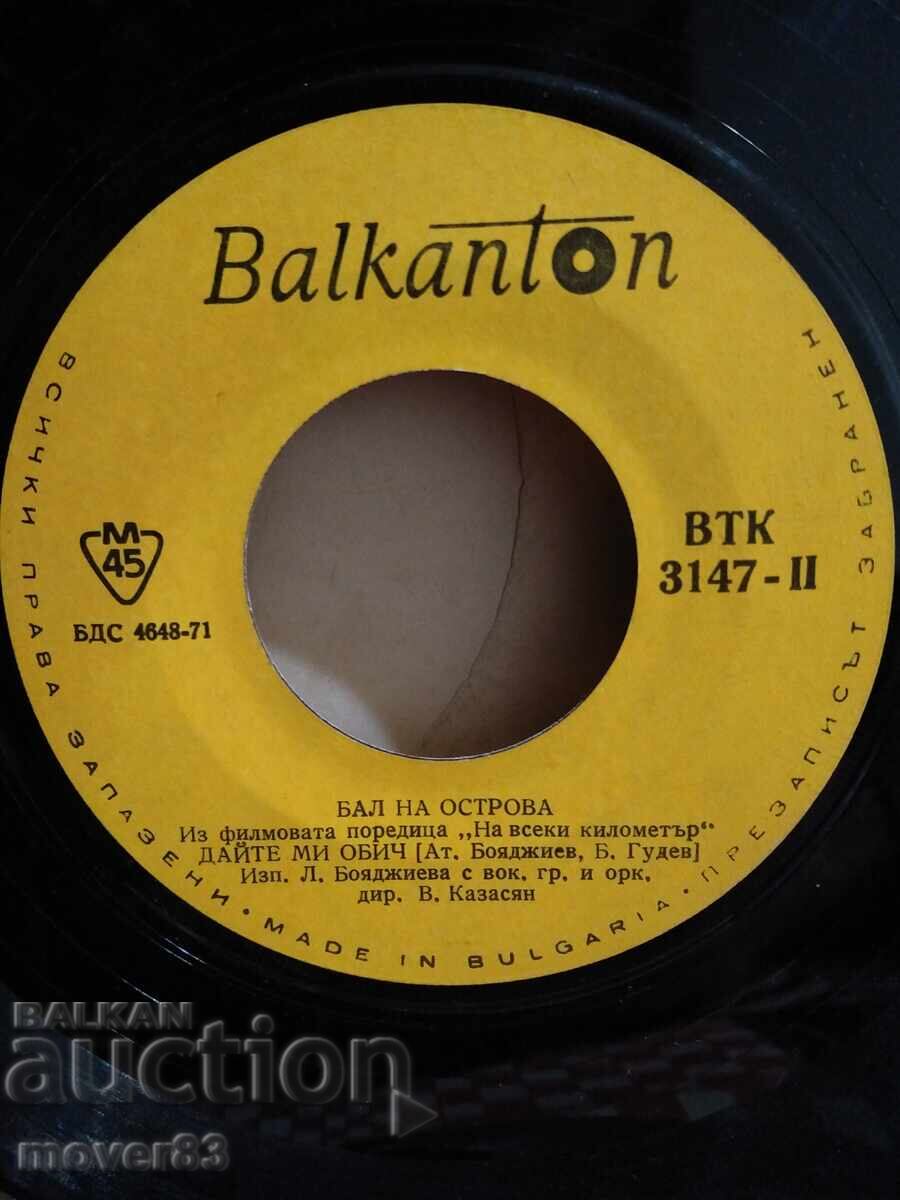 Balkanton
ВСИЧКИ ПРАВА ЗАПАЗЕНИ • MADE IN BULGARIA • ПРЕЗАПИСЪТ ЗАБРАНЕН
М
45
БДС 4648-71
ВТК
3147-II
БАЛ НА ОСТРОВА
Из филмовата поредица „На всеки километър“
ДАЙТЕ МИ ОБИЧ [Ат. Бояджиев, Б. Гудев]
Изп. Л. Бояджиева с вок. гр. и орк.
дир. В. Казасян
BALKAN
auction
mover83